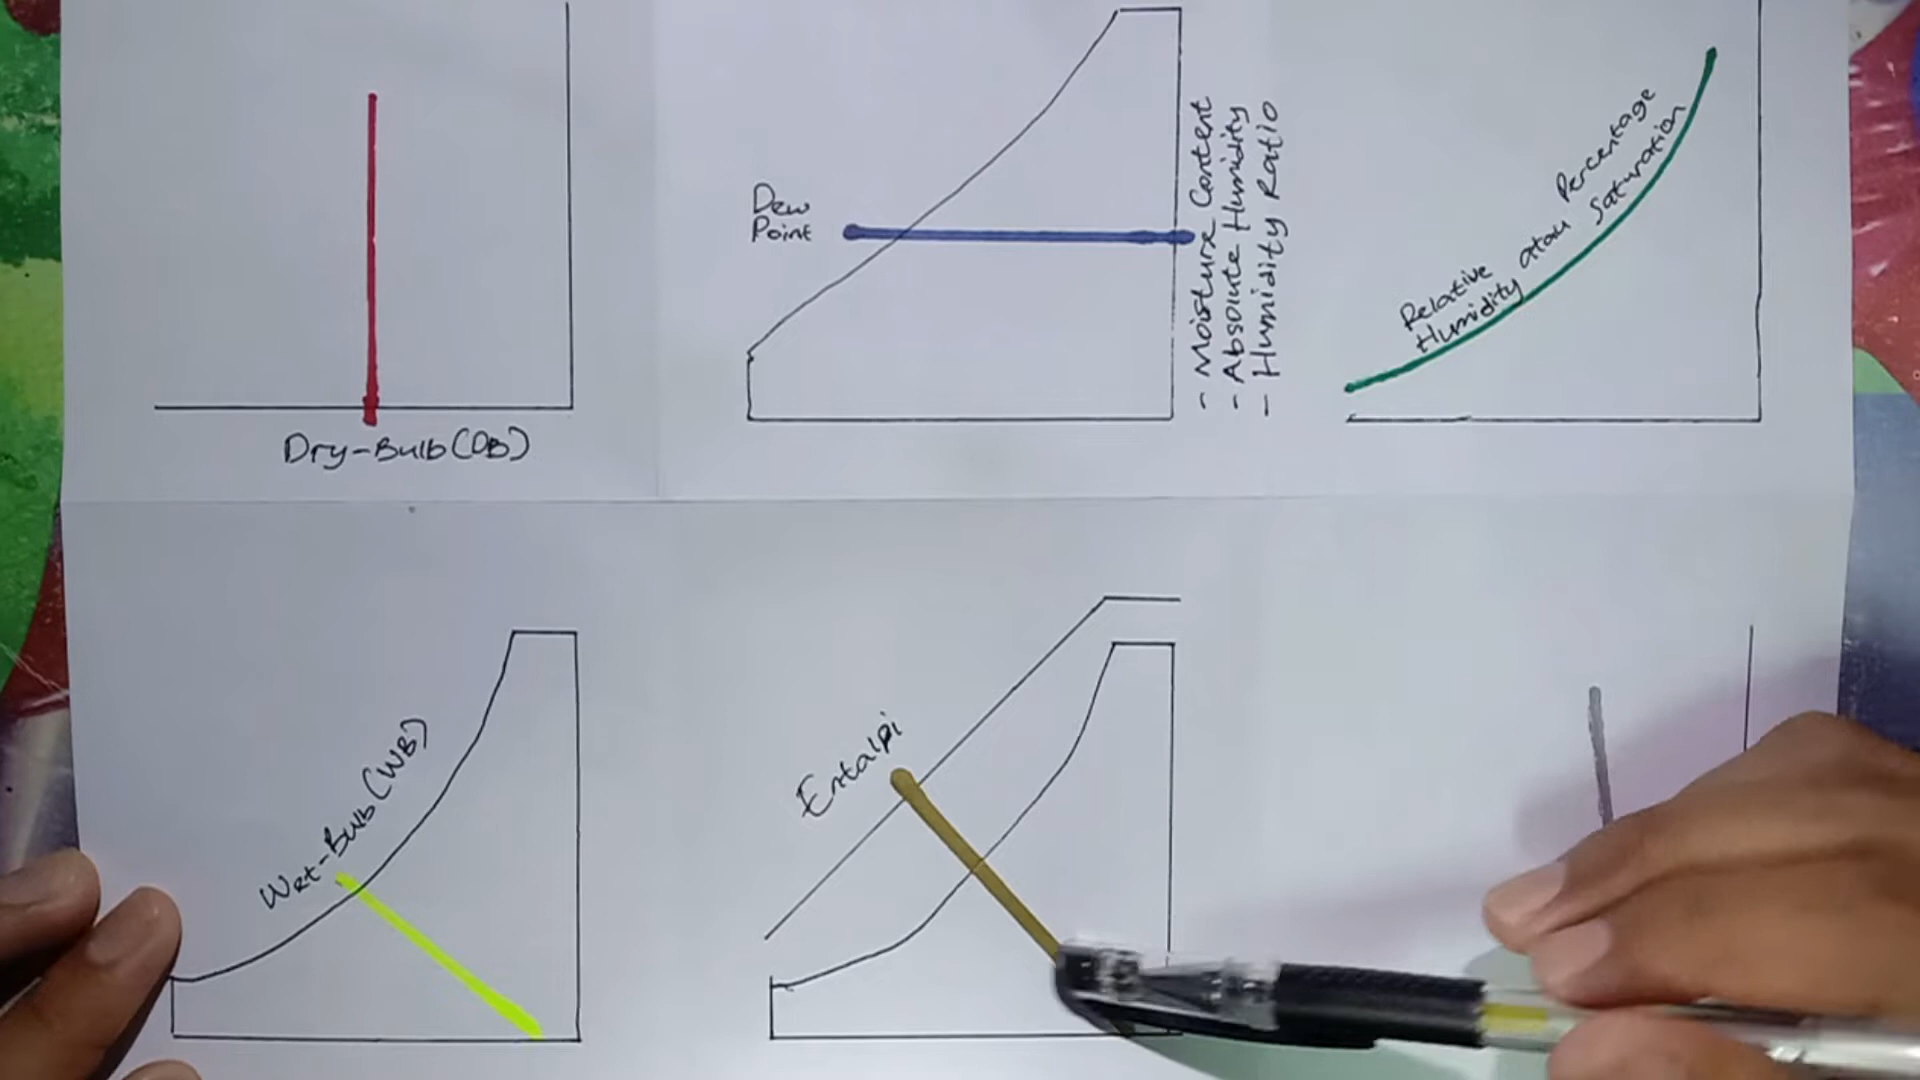 Dry-Bulb(DB)
Dew
Point
- Moisture Content
- Absolute Humidity
- Humidity Ratio
Relative
Humidity atau Percentage
Saturation
Wet-Bulb(WB)
Entalpi